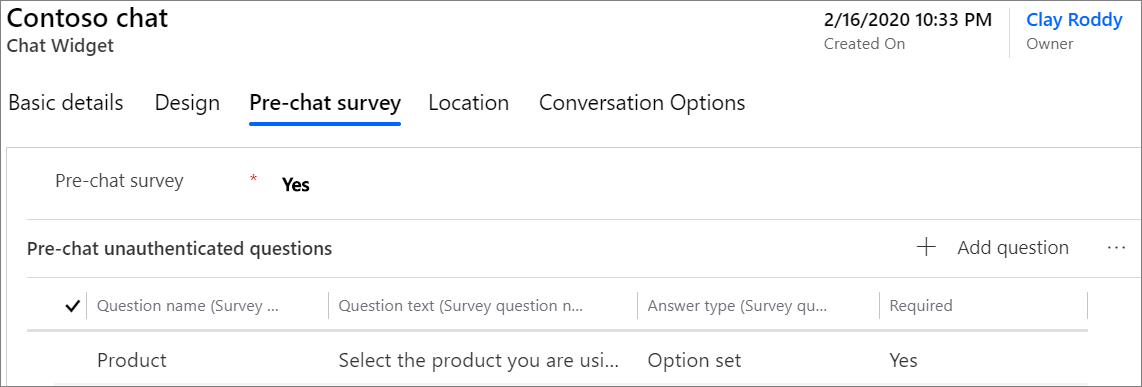 Contoso chat
Chat Widget
2/16/2020 10:33 PM
Created On
Clay Roddy
Owner
Basic details Design Pre-chat survey Location Conversation Options
Pre-chat survey * Yes
Pre-chat unauthenticated questions + Add question ...
Question name (Survey ... Question text (Survey question n... Answer type (Survey qu... Required
Product Select the product you are usi... Option set Yes